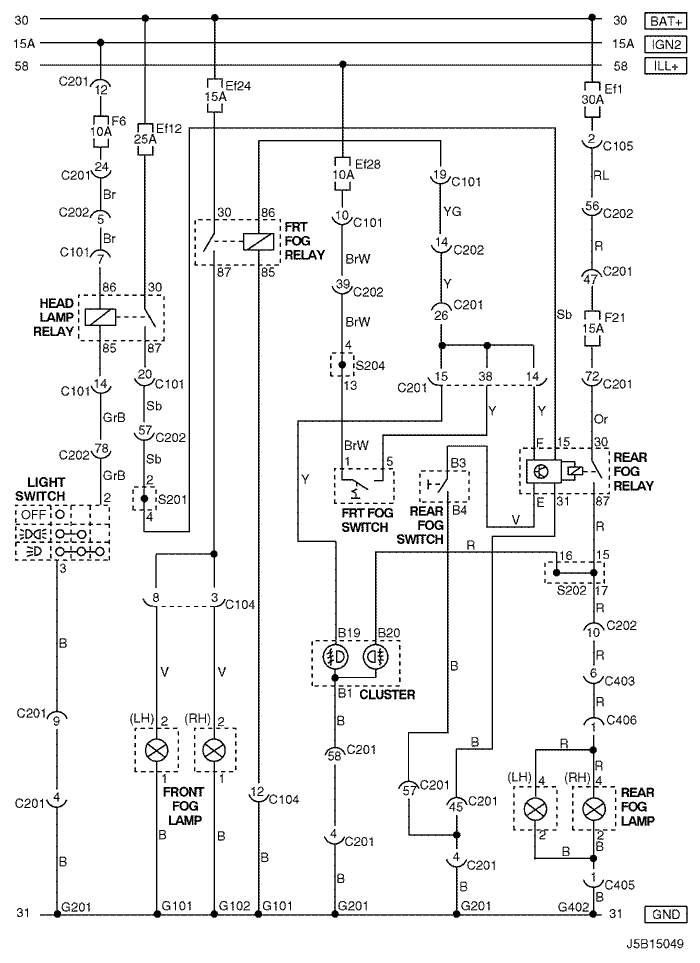 30 30 BAT+
15A 15A IGN2
58 58 ILL+
C201 12
Ef24 15A
Ef1 30A
F6 10A
Ef12 25A
2 C105
24 C201
Ef28 10A
19 C101
Br
RL
C202 5
10 C101
YG
56 C202
30 86
FRT FOG RELAY
Br
14 C202
R
C101 7
BrW
87 85
Y
47 C201
86 30
39 C202
C201 26
HEAD LAMP RELAY
BrW
Sb
F21 15A
85 87
4 S204
13
14 C101
20 C101
15 38 14
C201
72 C201
Sb
GrB
Y Y
Or
57 C202
78 C202
BrW
E 15 30
Sb
1 5
B3
REAR FOG RELAY
GrB
Y
LIGHT SWITCH
2
2 S201
4
OFF
FRT FOG SWITCH
REAR FOG SWITCH
B4
E 31 87
V
R
R
16 15
3
S202 17
8 3 C104
R
B
B19 B20
10 C202
V V
R
CLUSTER
6 C403
B1
R
B
C201 9
(LH) 2 (RH) 2
B
C406
1
B
R
58 C201
R
(LH) 4 (RH) 4
1 1
FRONT FOG LAMP
C201 4
12 C104
C201 57
45 C201
REAR FOG LAMP
2 2
B B B
4 C201
B B
4 C201
B
1 C405
B B B B
31 G201 G101 G102 G101 G201 G201 G402 31 GND
J5B15049